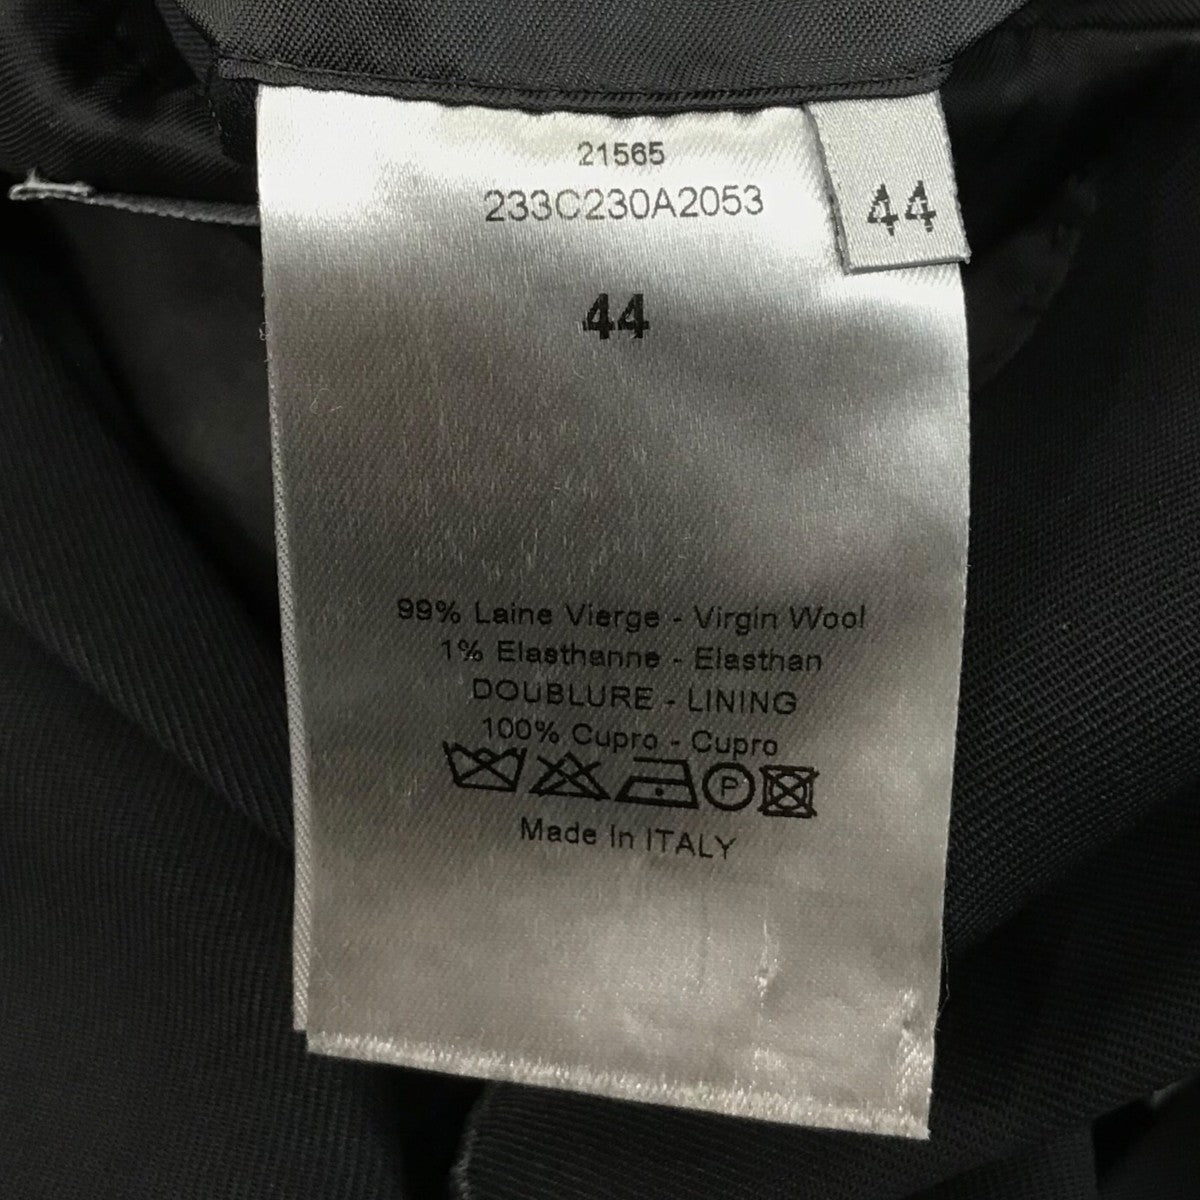 21565
233C230A2053
44
44
99% Laine Vierge - Virgin Wool
1% Elasthanne - Elasthan
DOUBLURE - LINING
100% Cupro - Cupro
P
Made In ITALY